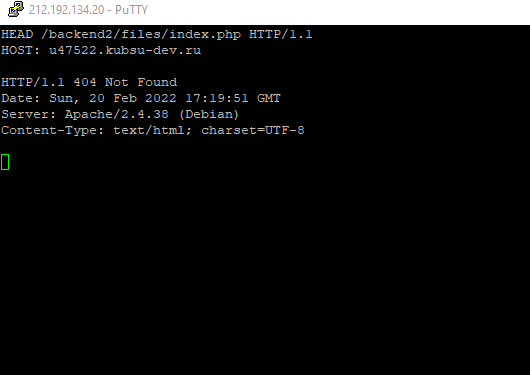 212.192.134.20 - PuTTY
HEAD /backend2/files/index.php HTTP/1.1
HOST: u47522.kubsu-dev.ru
HTTP/1.1 404 Not Found
Date: Sun, 20 Feb 2022 17:19:51 GMT
Server: Apache/2.4.38 (Debian)
Content-Type: text/html; charset=UTF-8